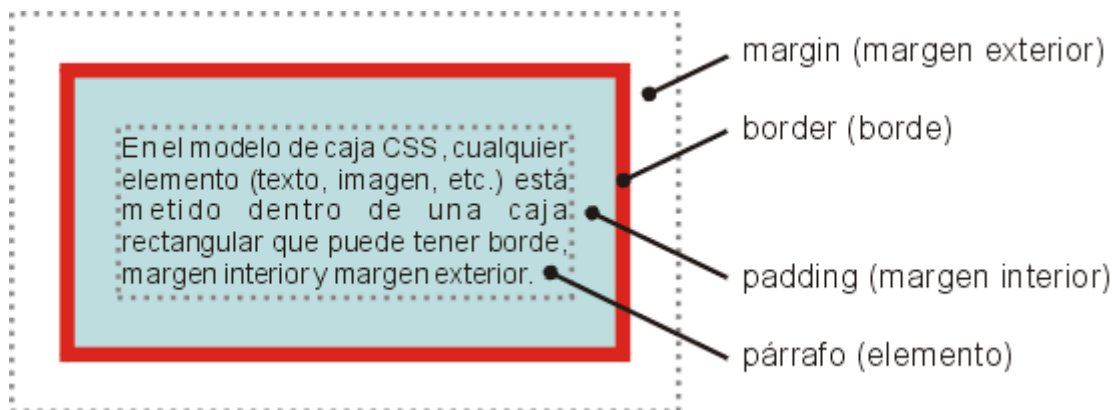 margin (margen exterior)
border (borde)
En el modelo de caja CSS, cualquier
elemento (texto, imagen, etc.) está
metido dentro de una caja
rectangular que puede tener borde,
margen interior y margen exterior.
padding (margen interior)
párrafo (elemento)